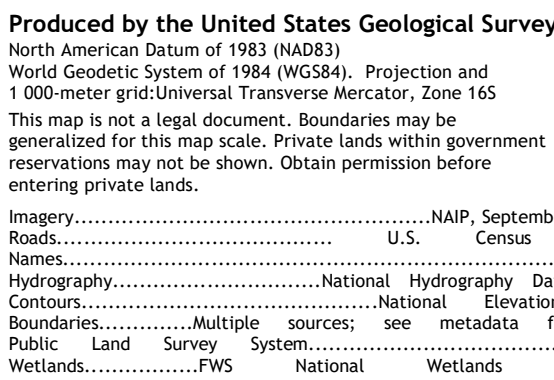 Produced by the United States Geological Survey
North American Datum of 1983 (NAD83)
World Geodetic System of 1984 (WGS84). Projection and
1 000-meter grid:Universal Transverse Mercator, Zone 16S
This map is not a legal document. Boundaries may be
generalized for this map scale. Private lands within government
reservations may not be shown. Obtain permission before
entering private lands.
Imagery....................................................NAIP,
Roads........................................ U.S. Census
Names....................................................................
Hydrography..............................National Hydrography
Contours...........................................National
Boundaries..............Multiple sources; see metadata
Public Land Survey System....................................
Wetlands.................FWS National Wetlands